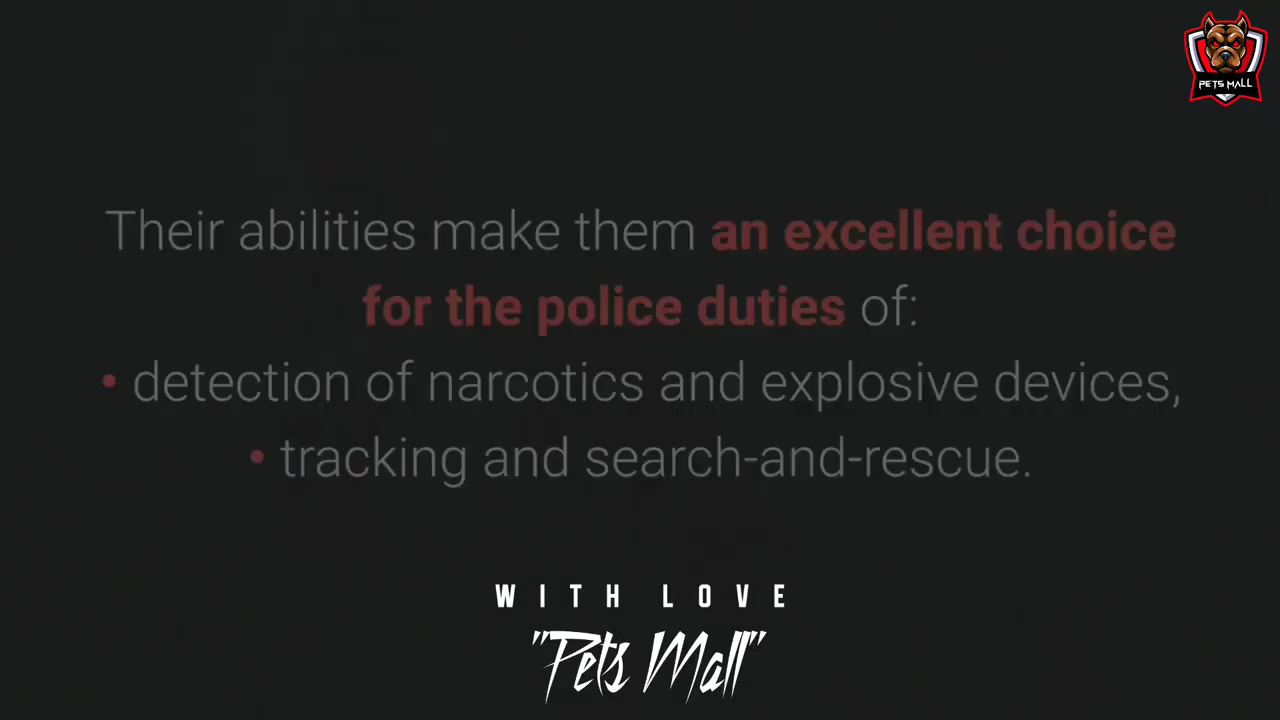 PETS MALL
Their abilities make them an excellent choice
for the police duties of:
• detection of narcotics and explosive devices,
• tracking and search-and-rescue.
WITH LOVE
"Pets Mall"